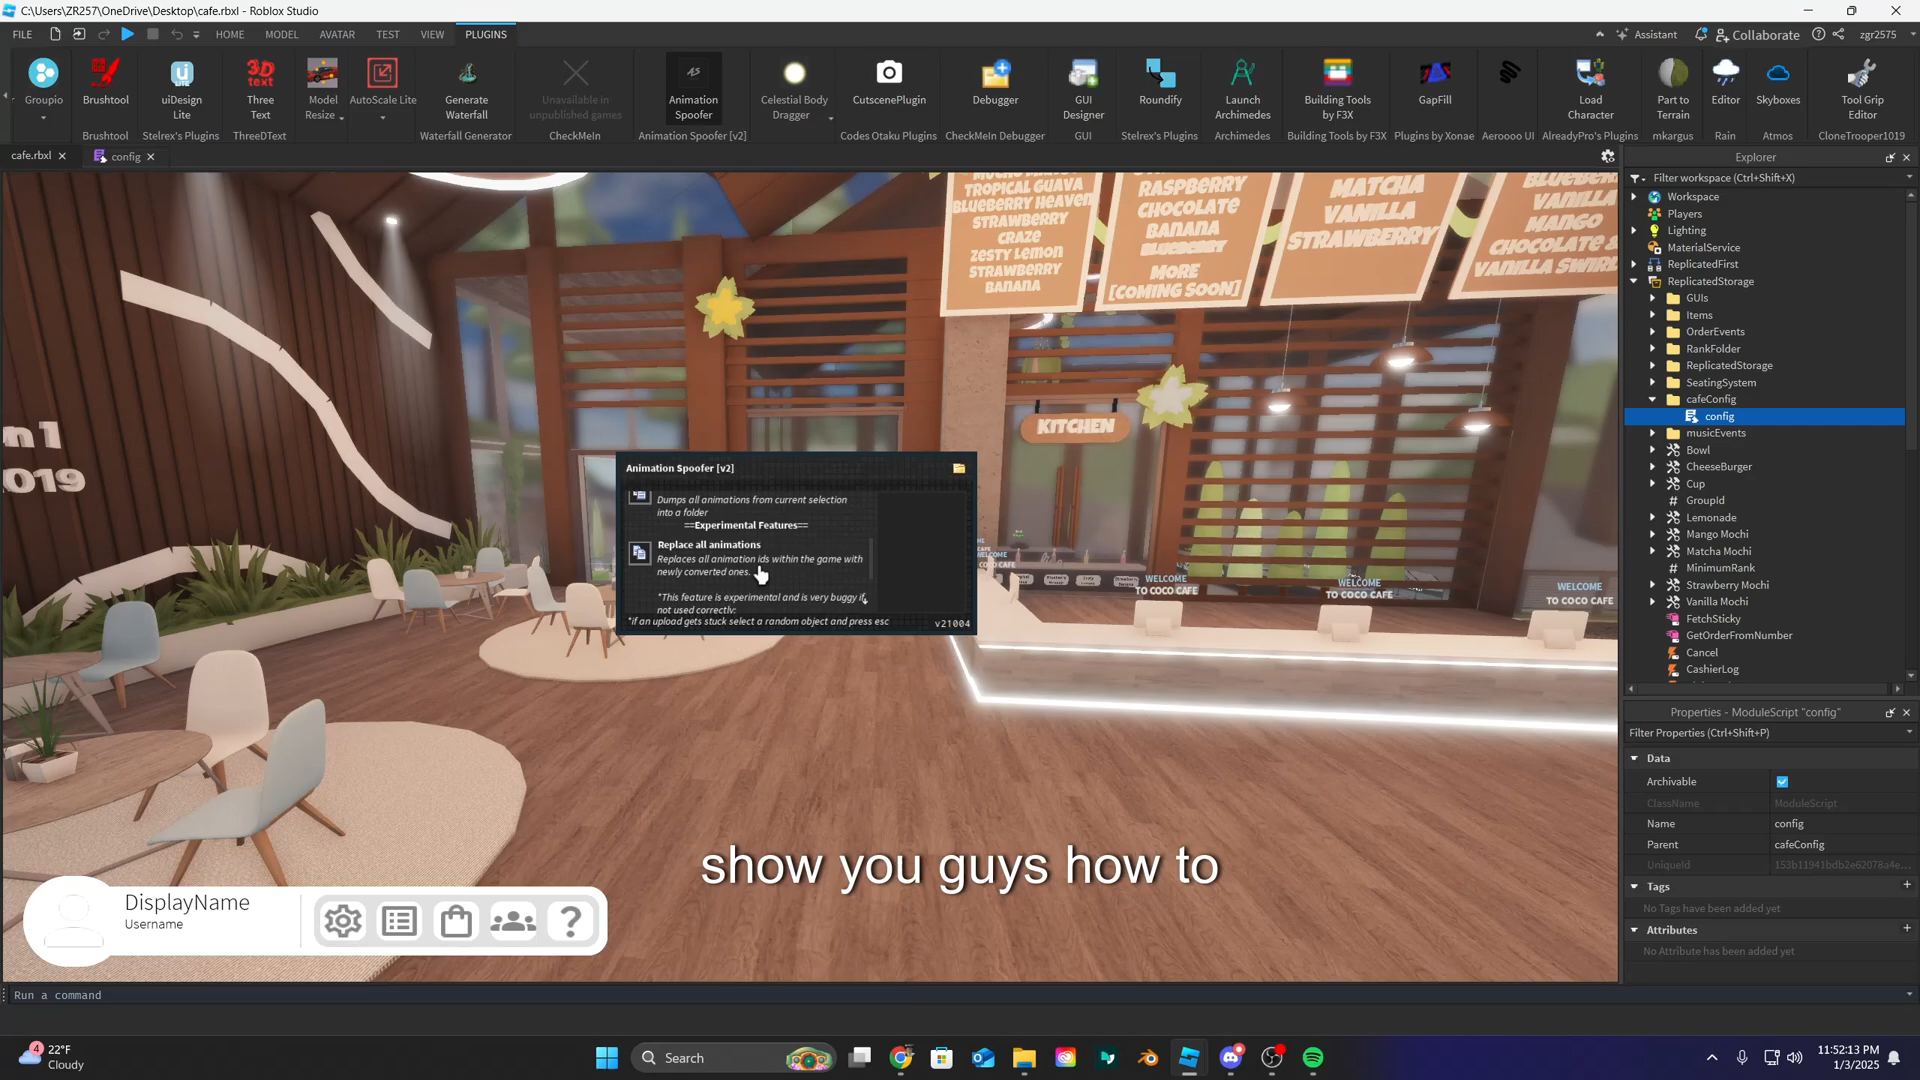 C:\Users\ZR257\OneDrive\Desktop\cafe.rbxl - Roblox Studio
FILE
HOME
MODEL
AVATAR
TEST
VIEW
PLUGINS
Assistant
Collaborate
zgr2575
Groupio
Brushtool
uiDesign
Lite
Three
Text
Model
Resize
AutoScale Lite
Generate
Waterfall
Unavailable in
unpublished games
Animation
Spoofer
Celestial Body
Dragger
CutscenePlugin
Debugger
GUI
Designer
Roundify
Launch
Archimedes
Building Tools
by F3X
GapFill
Load
Character
Part to
Terrain
Editor
Skyboxes
Tool Grip
Editor
Brushtool
Stelrex's Plugins
ThreeDText
Waterfall Generator
CheckMeIn
Animation Spoofer [v2]
Codes Otaku Plugins
CheckMeIn Debugger
GUI
Stelrex's Plugins
Archimedes
Building Tools by F3X
Plugins by Xonae
Aeroooo UI
AlreadyPro's Plugins
mkargus
Rain
Atmos
CloneTrooper1019
cafe.rbxl
config
TROPICAL GUAVA
BLUEBERRY HEAVEN
STRAWBERRY
CRAZE
ZESTY LEMON
STRAWBERRY
BANANA
RASPBERRY
CHOCOLATE
BANANA
BLUEBERRY
MORE
[COMING SOON]
MATCHA
VANILLA
STRAWBERRY
BLUEBERRY
VANILLA
MANGO
CHOCOLATE &
VANILLA SWIRL
KITCHEN
2019
WELCOME
TO COCO CAFE
WELCOME
TO COCO CAFE
WELCOME
TO COCO CAFE
Animation Spoofer [v2]
Dumps all animations from current selection
into a folder
==Experimental Features==
Replace all animations
Replaces all animation ids within the game with
newly converted ones.
*This feature is experimental and is very buggy if
not used correctly:
*if an upload gets stuck select a random object and press esc
v21004
show you guys how to
DisplayName
Username
?
Explorer
Filter workspace (Ctrl+Shift+X)
Workspace
Players
Lighting
MaterialService
ReplicatedFirst
ReplicatedStorage
GUIs
Items
OrderEvents
RankFolder
ReplicatedStorage
SeatingSystem
cafeConfig
config
musicEvents
Bowl
CheeseBurger
Cup
GroupId
Lemonade
Mango Mochi
Matcha Mochi
MinimumRank
Strawberry Mochi
Vanilla Mochi
FetchSticky
GetOrderFromNumber
Cancel
CashierLog
Properties - ModuleScript "config"
Filter Properties (Ctrl+Shift+P)
Data
Archivable
ClassName ModuleScript
Name config
Parent cafeConfig
UniqueId 153b11941bdb2e62078a4e...
Tags
No Tags have been added yet
Attributes
No Attribute has been added yet
Run a command
4
22°F
Cloudy
Search
11:52:13 PM
1/3/2025